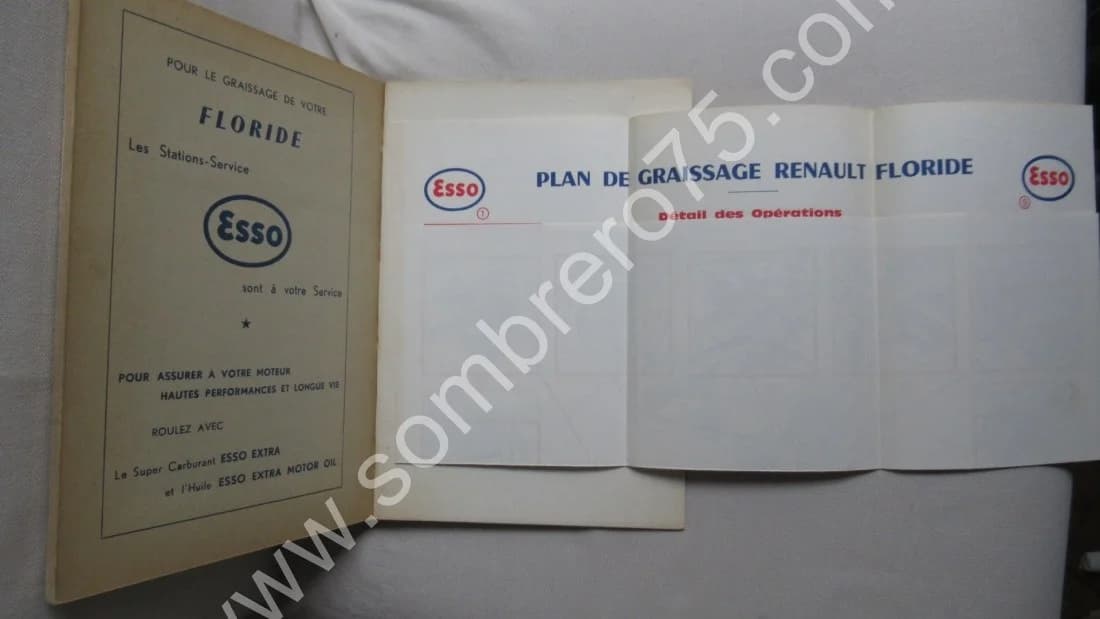 POUR LE GRAISSAGE DE VOTRE
FLORIDE
Les Stations-Service
Esso
sont à votre Service
POUR ASSURER A VOTRE MOTEUR
HAUTES PERFORMANCES ET LONGUE VIE
ROULEZ AVEC
Le Super Carburant ESSO EXTRA
et l'Huile ESSO EXTRA MOTOR OIL
Esso
1
PLAN DE GRAISSAGE RENAULT FLORIDE
Détail des Opérations
Esso
www.sombrero75.com